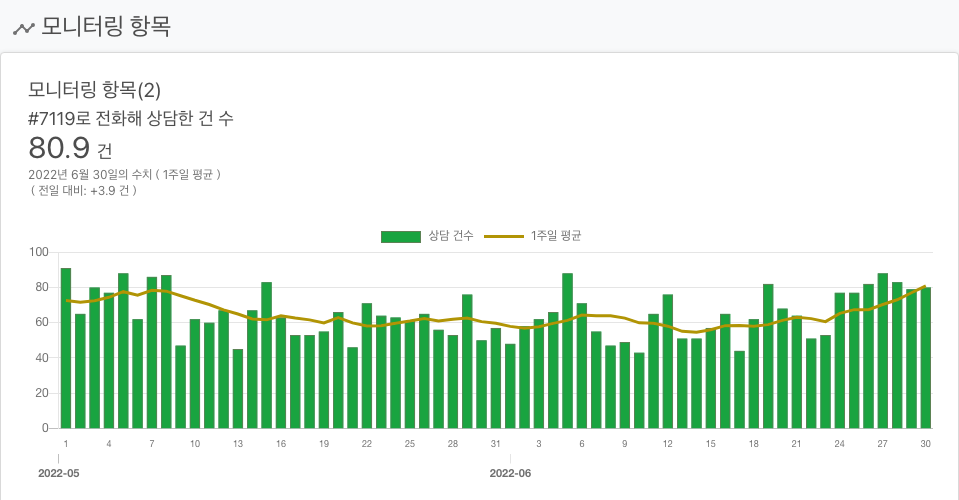 모니터링 항목
모니터링 항목(2)
#7119로 전화해 상담한 건 수
80.9 건
2022년 6월 30일의 수치 ( 1주일 평균 )
( 전일 대비: +3.9 건 )
상담 건수 1주일 평균
100
80
60
40
20
0
1 4 7 10 13 16 19 22 25 28 31 3 6 9 12 15 18 21 24 27 30
2022-05 2022-06